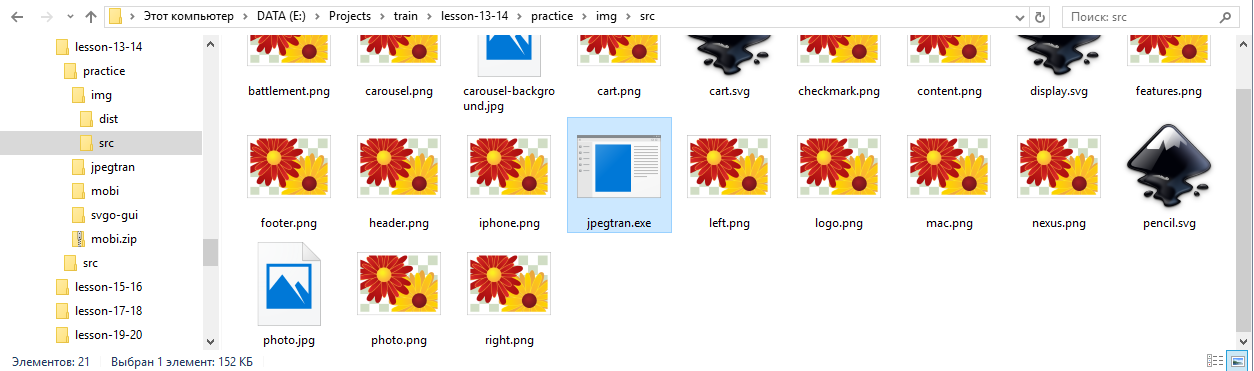 Этот компьютер
DATA (E:)
Projects
train
lesson-13-14
practice
img
src
Поиск: src
lesson-13-14
practice
img
dist
src
jpegtran
mobi
svgo-gui
mobi.zip
src
lesson-15-16
lesson-17-18
lesson-19-20
battlement.png
carousel.png
carousel-backgro
und.jpg
cart.png
cart.svg
checkmark.png
content.png
display.svg
features.png
footer.png
header.png
iphone.png
jpegtran.exe
left.png
logo.png
mac.png
nexus.png
pencil.svg
photo.jpg
photo.png
right.png
Элементов: 21
Выбран 1 элемент: 152 КБ